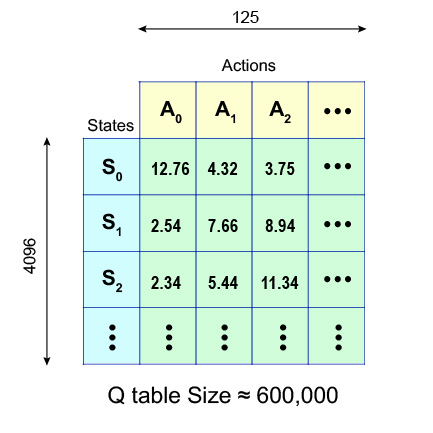 125
Actions
States A0 A1 A2 •••
S0 12.76 4.32 3.75 •••
S1 2.54 7.66 8.94 •••
S2 2.34 5.44 11.34 •••
4096
Q table Size ≈ 600,000